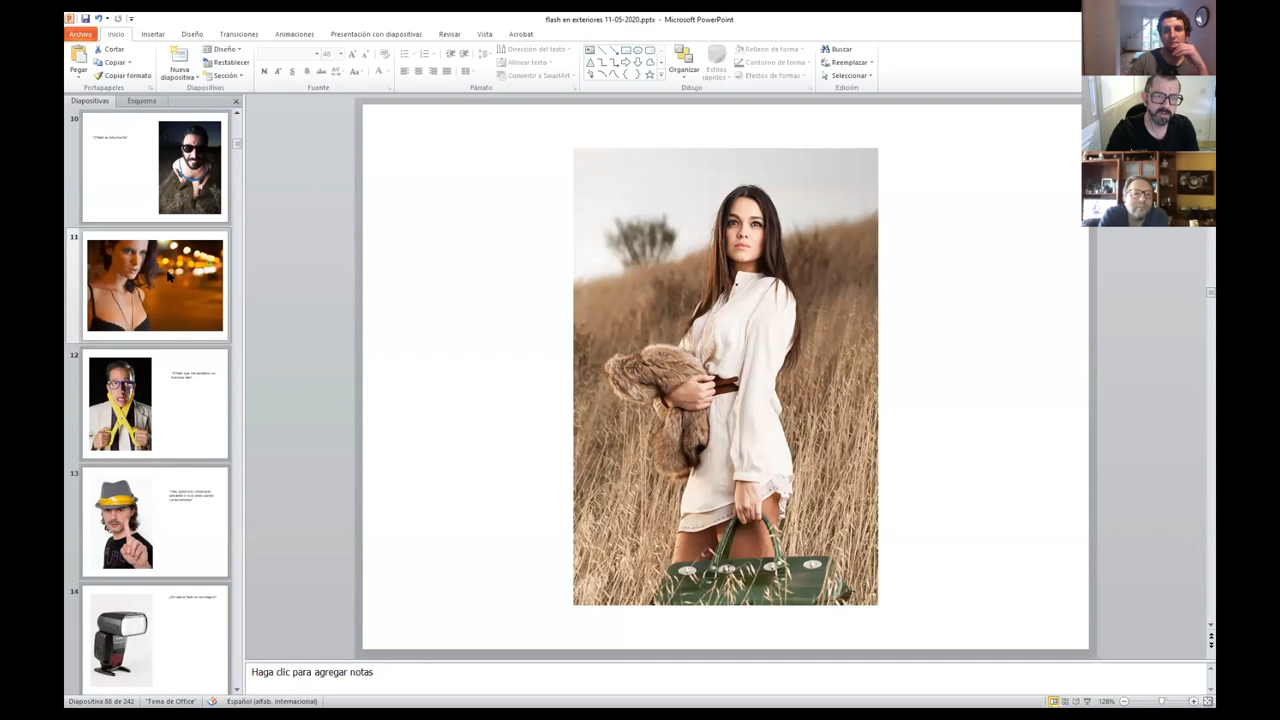 flash en exteriores 11-05-2020.pptx - Microsoft PowerPoint
Archivo Inicio Insertar Diseño Transiciones Animaciones Presentación con diapositivas Revisar Vista Acrobat
Pegar
Cortar
Copiar
Copiar formato
Portapapeles
Nueva
diapositiva
Diseño
Restablecer
Sección
Diapositivas
48
Fuente
Dirección del texto
Alinear texto
Convertir a SmartArt
Párrafo
Organizar
Estilos
rápidos
Relleno de forma
Contorno de forma
Efectos de formas
Dibujo
Buscar
Reemplazar
Seleccionar
Edición
Diapositivas Esquema
10
11
12
13
14
Haga clic para agregar notas
Diapositiva 88 de 242 "Tema de Office" Español (alfab. internacional) 126%